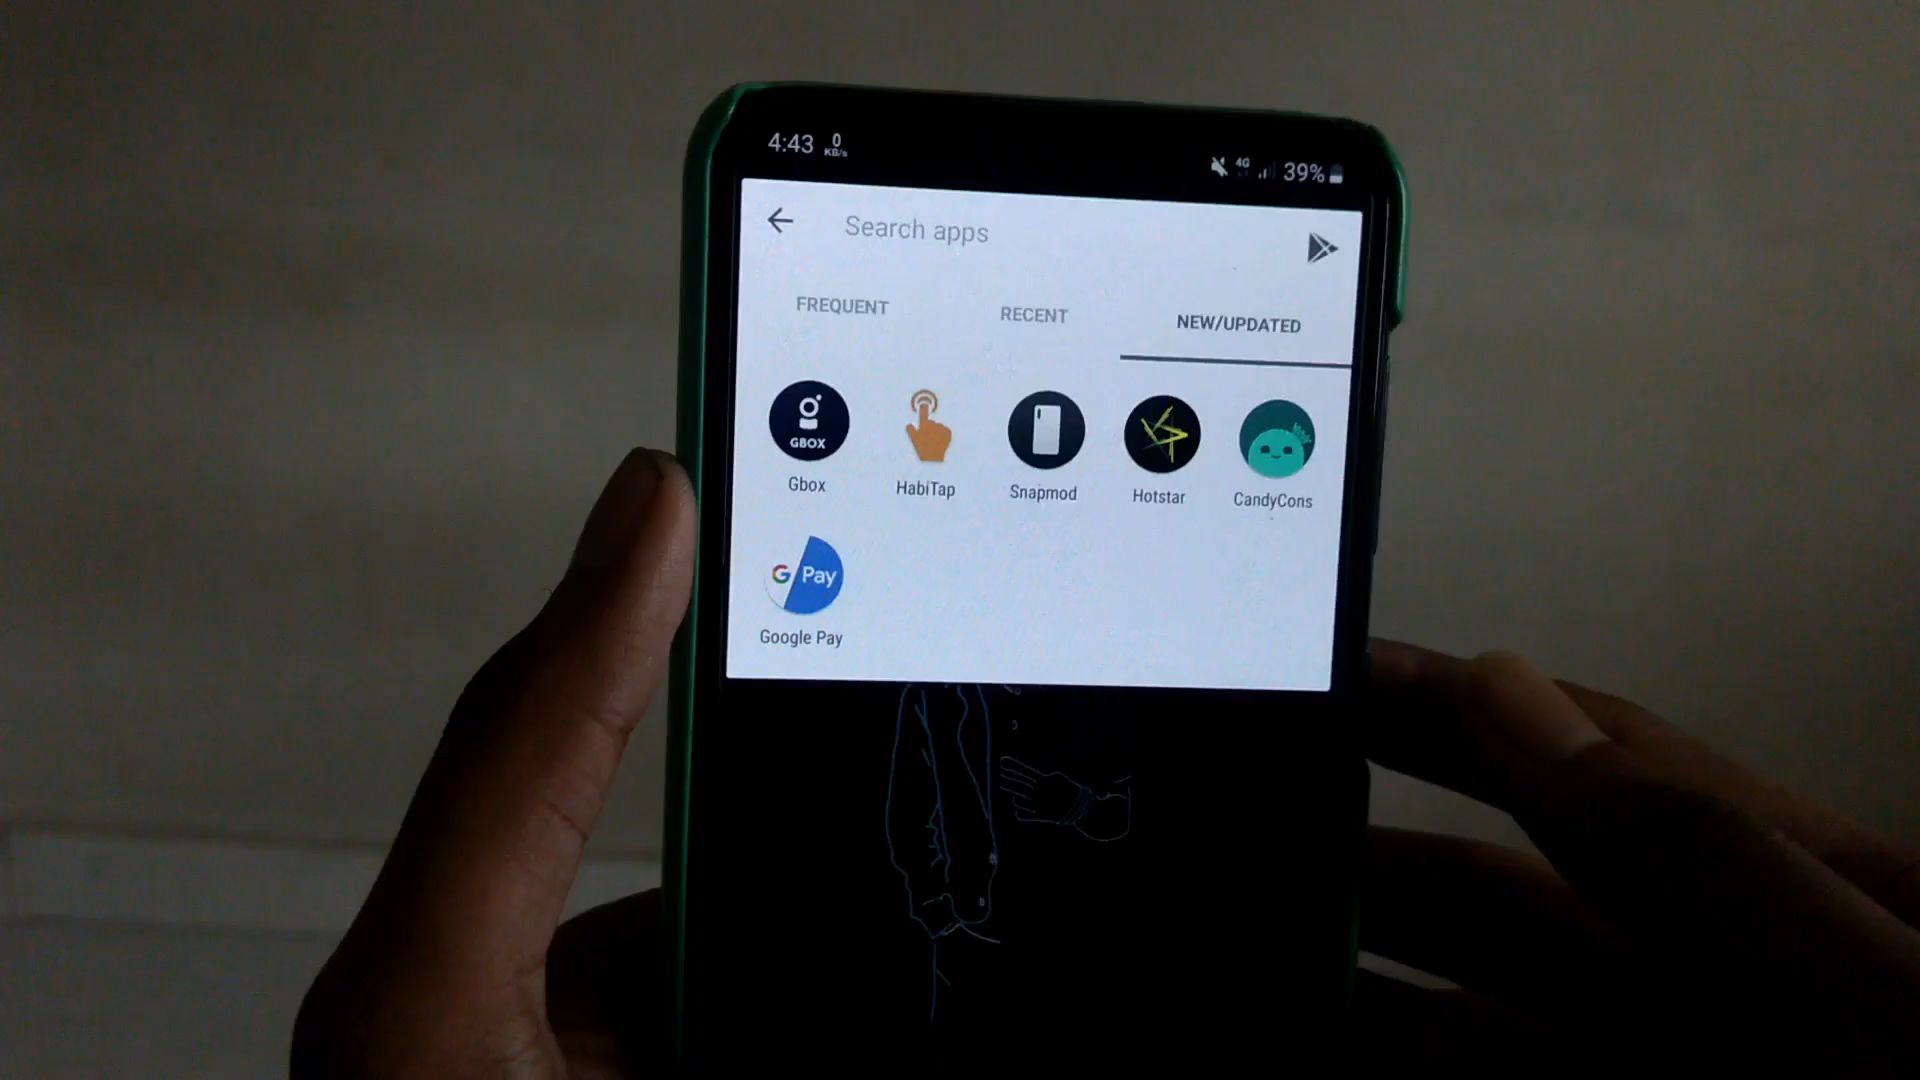 4:43 0 KB/s 4G 39%
Search apps
FREQUENT RECENT NEW/UPDATED
GBOX
Gbox HabiTap Snapmod Hotstar CandyCons
G Pay
Google Pay